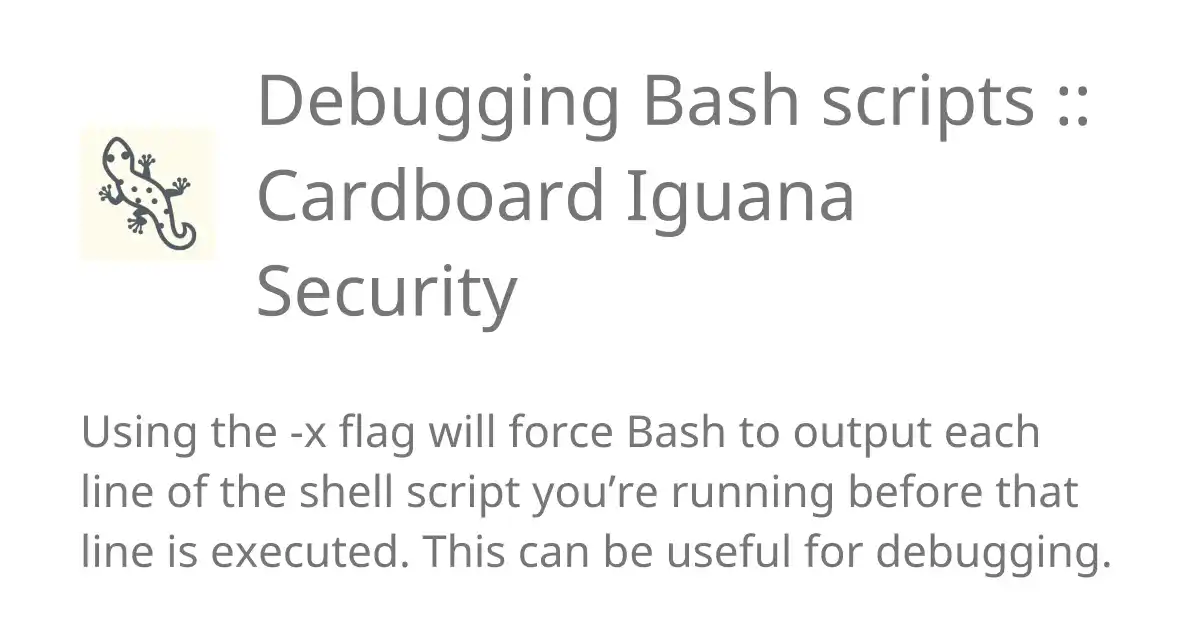 Debugging Bash scripts ::
Cardboard Iguana
Security
Using the -x flag will force Bash to output each
line of the shell script you’re running before that
line is executed. This can be useful for debugging.